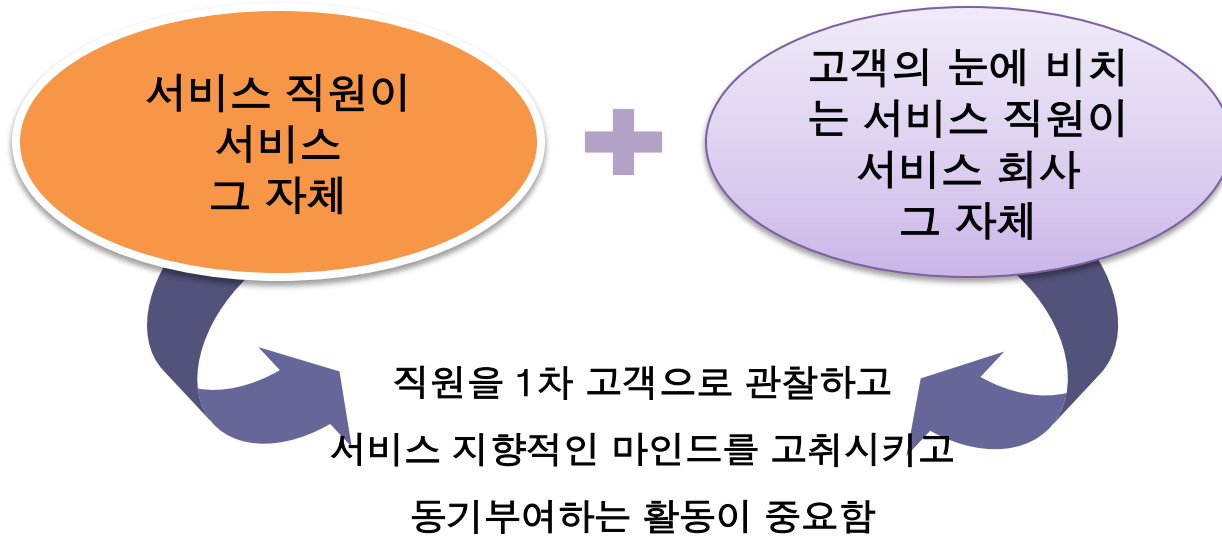 서비스 직원이
서비스
그 자체
고객의 눈에 비치
는 서비스 직원이
서비스 회사
그 자체
직원을 1차 고객으로 관찰하고
서비스 지향적인 마인드를 고취시키고
동기부여하는 활동이 중요함